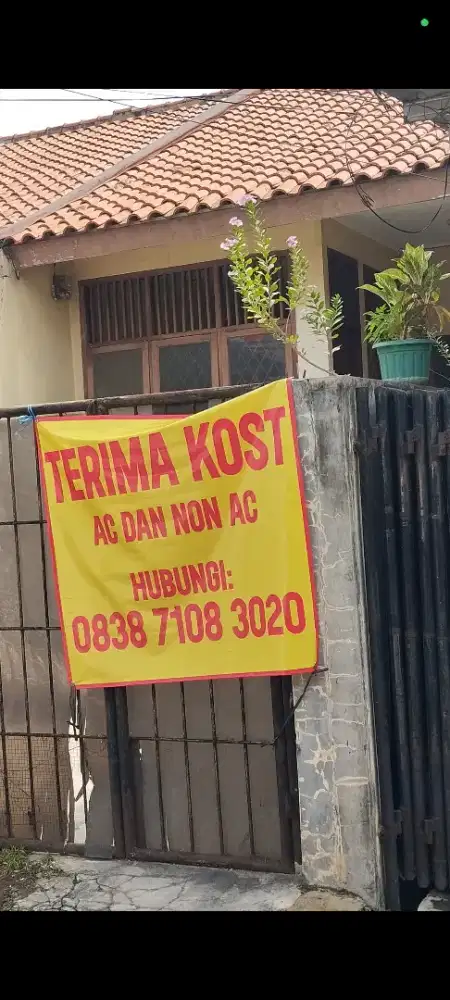 TERIMA KOST
AC DAN NON AC
HUBUNGI:
0838 7108 3020